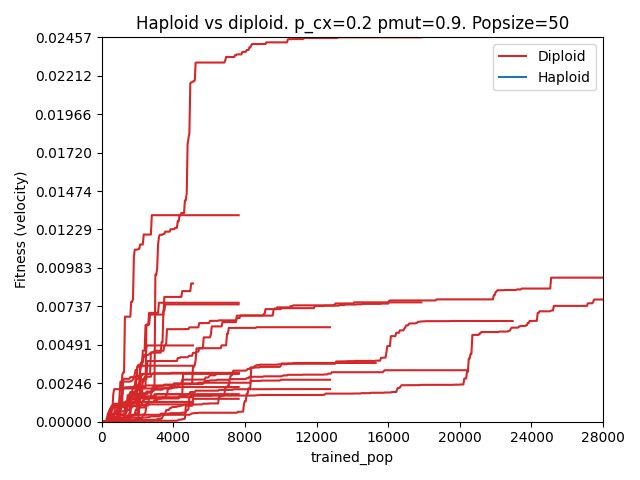 Haploid vs diploid. p_cx=0.2 pmut=0.9. Popsize=50
0.02457
0.02212
0.01966
0.01720
0.01474
0.01229
0.00983
0.00737
0.00491
0.00246
0.00000
Fitness (velocity)
Diploid
Haploid
0 4000 8000 12000 16000 20000 24000 28000
trained_pop